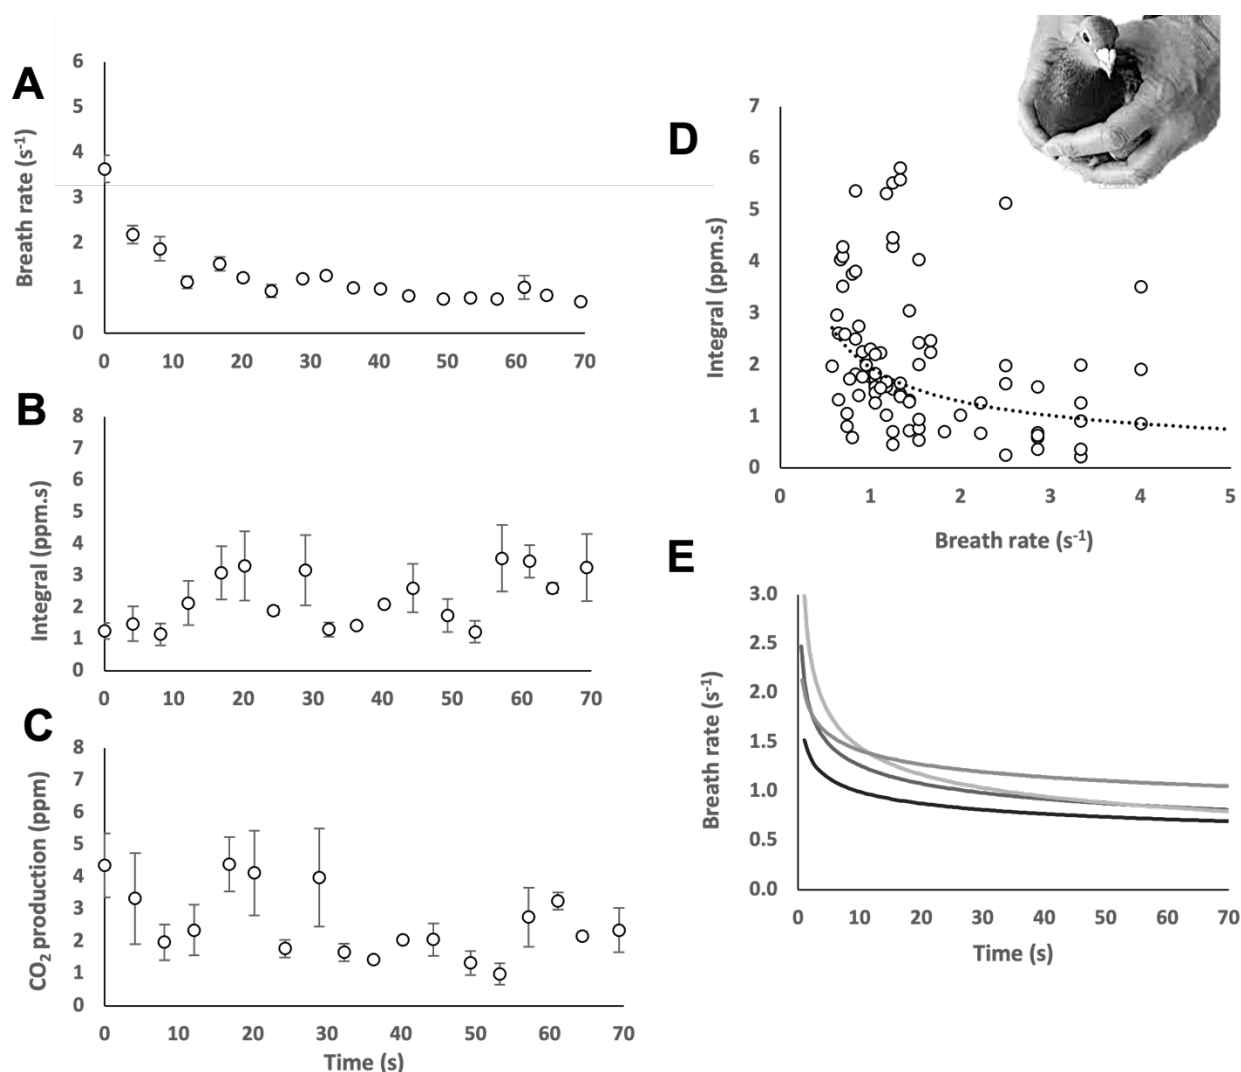 A
6
5
4
3
2
1
0
Breath rate (s-1)
0 10 20 30 40 50 60 70
B
8
7
6
5
4
3
2
1
0
Integral (ppm.s)
0 10 20 30 40 50 60 70
C
8
7
6
5
4
3
2
1
0
CO2 production (ppm)
0 10 20 30 40 50 60 70
Time (s)
D
7
6
5
4
3
2
1
0
Integral (ppm.s)
0 1 2 3 4 5
Breath rate (s-1)
E
3.0
2.5
2.0
1.5
1.0
0.5
0.0
Breath rate (s-1)
0 10 20 30 40 50 60 70
Time (s)